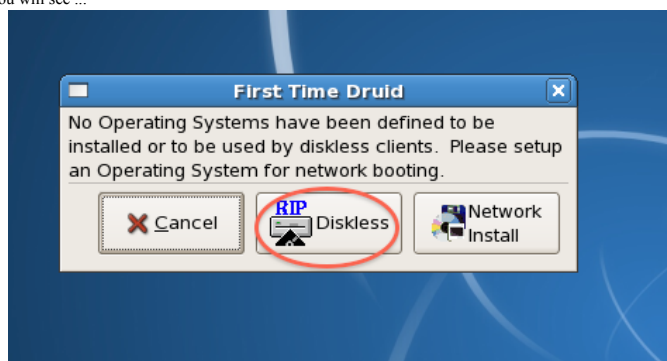 ou will see ...
First Time Druid
No Operating Systems have been defined to be
installed or to be used by diskless clients. Please setup
an Operating System for network booting.
Cancel
RIP
Diskless
Network
Install